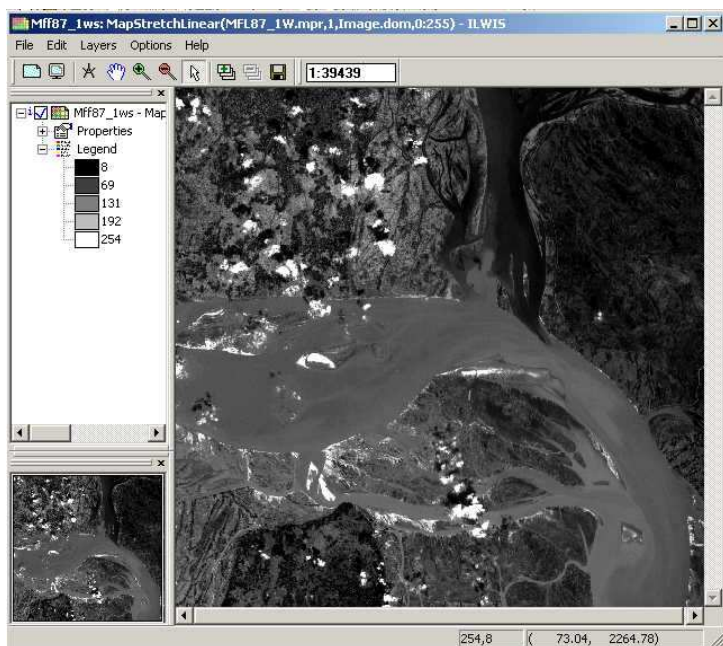 Mff87_1ws: MapStretchLinear(MFL87_1W.mpr,1,Image.dom,0:255) - ILWIS
File Edit Layers Options Help
1:39439
Mff87_1ws - Map
Properties
Legend
8
69
131
192
254
254,8 ( 73.04, 2264.78)